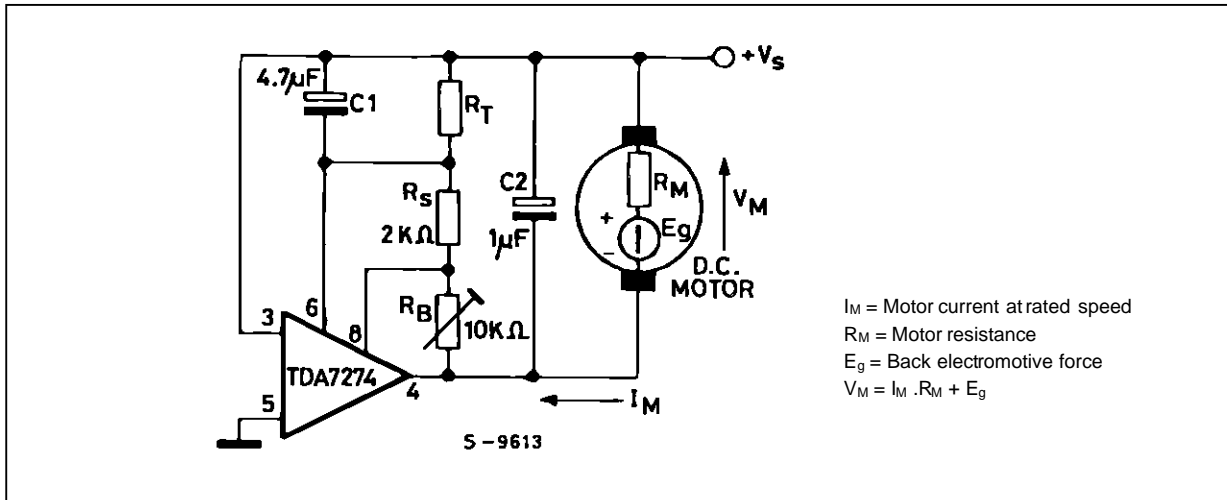 +Vs
4.7µF
C1
RT
C2
1µF
RM
+
Eg
−
VM
D.C.
MOTOR
RS
2KΩ
RB
10KΩ
3
6
8
TDA7274
4
5
IM
S-9613
IM = Motor current at rated speed
RM = Motor resistance
Eg = Back electromotive force
VM = IM .RM + Eg